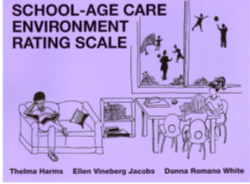 SCHOOL-AGE CARE
ENVIRONMENT
RATING SCALE
Thelma Harms Ellen Vineberg Jacobs Donna Romano White